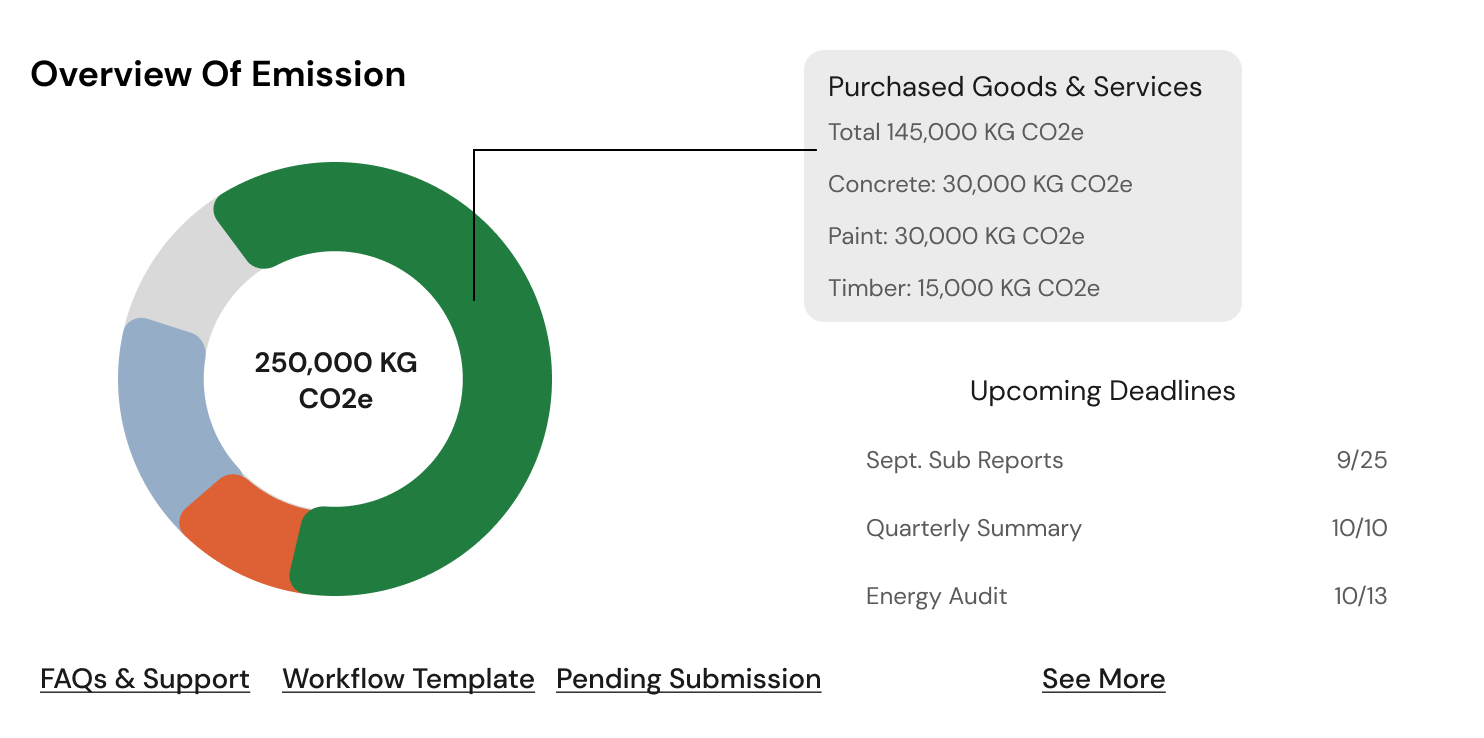 Overview Of Emission
250,000 KG
CO2e
Purchased Goods & Services
Total 145,000 KG CO2e
Concrete: 30,000 KG CO2e
Paint: 30,000 KG CO2e
Timber: 15,000 KG CO2e
Upcoming Deadlines
Sept. Sub Reports 9/25
Quarterly Summary 10/10
Energy Audit 10/13
FAQs & Support Workflow Template Pending Submission See More